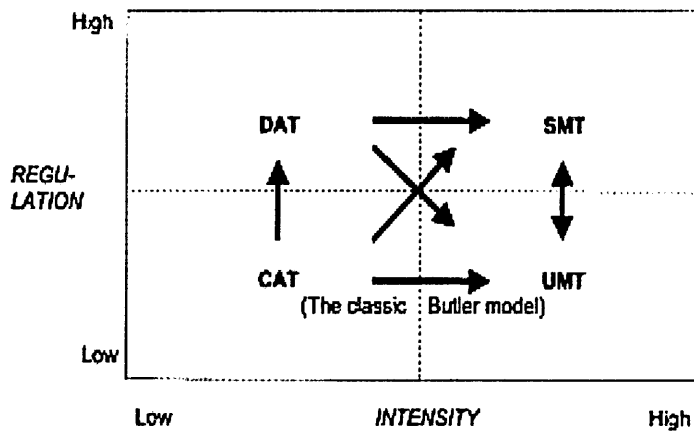 High
DAT SMT
REGU-
LATION
CAT UMT
(The classic Butler model)
Low
Low INTENSITY High